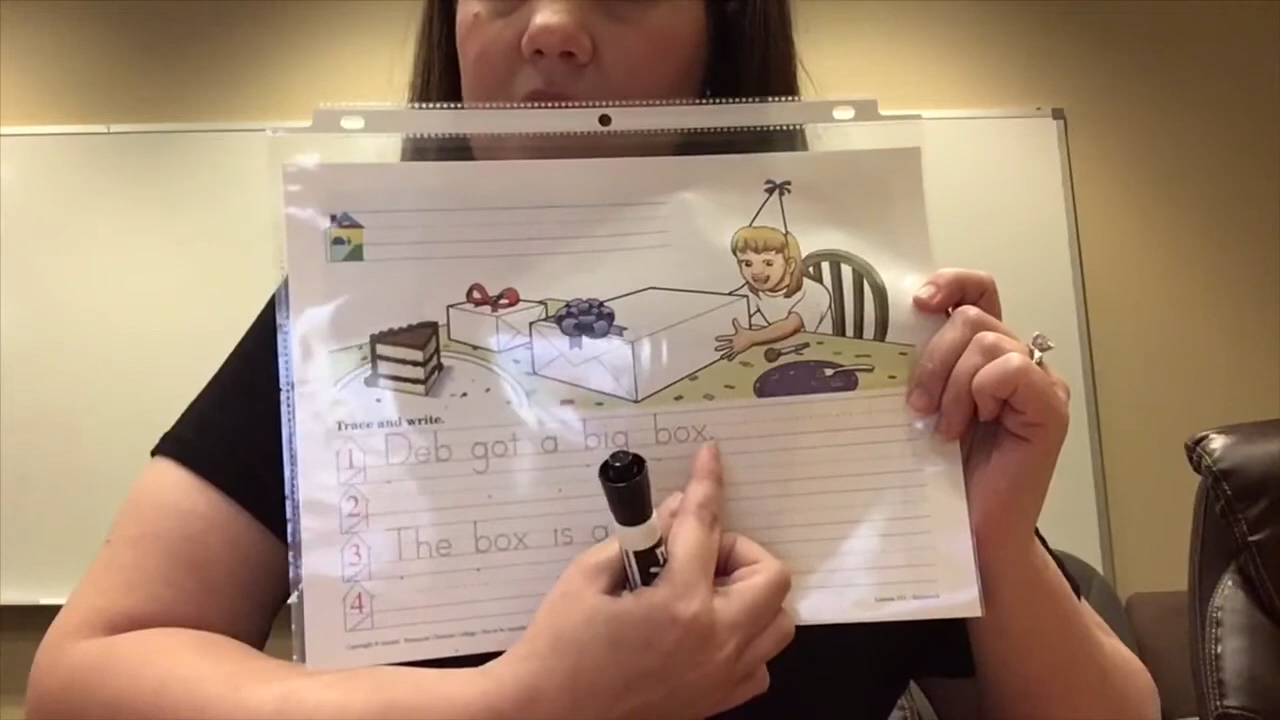 Trace and write.
1 Deb got a big box.
2
3 The box is a
4